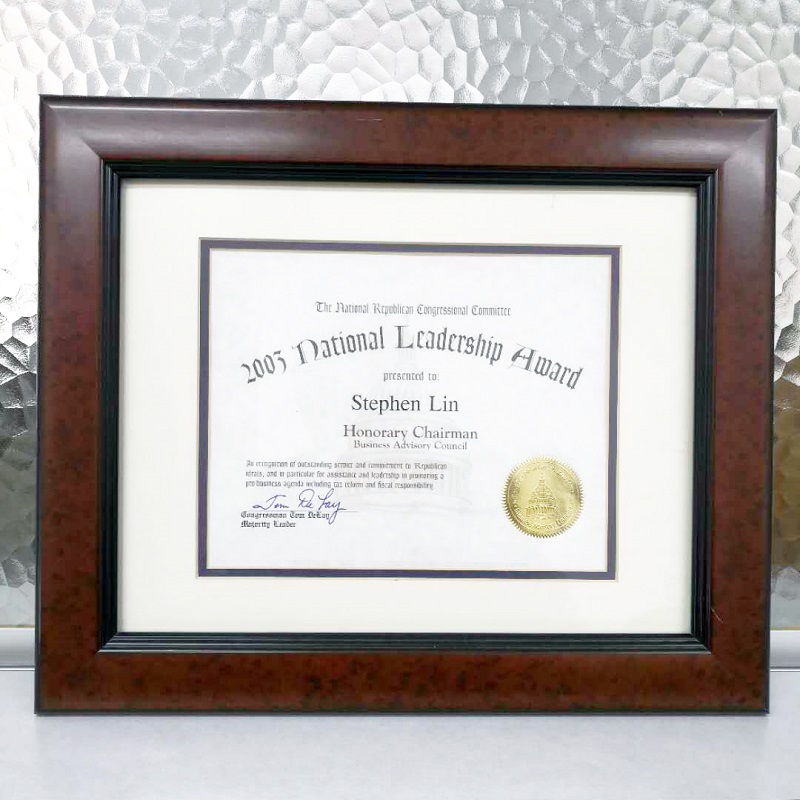 The National Republican Congressional Committee
2003 National Leadership Award
presented to:
Stephen Lin
Honorary Chairman
Business Advisory Council
In recognition of outstanding service and commitment to Republican
ideals, and in particular for assistance and leadership in promoting a
pro-business agenda including tax reform and fiscal responsibility
Tom DeLay
Congressman Tom DeLay
Majority Leader